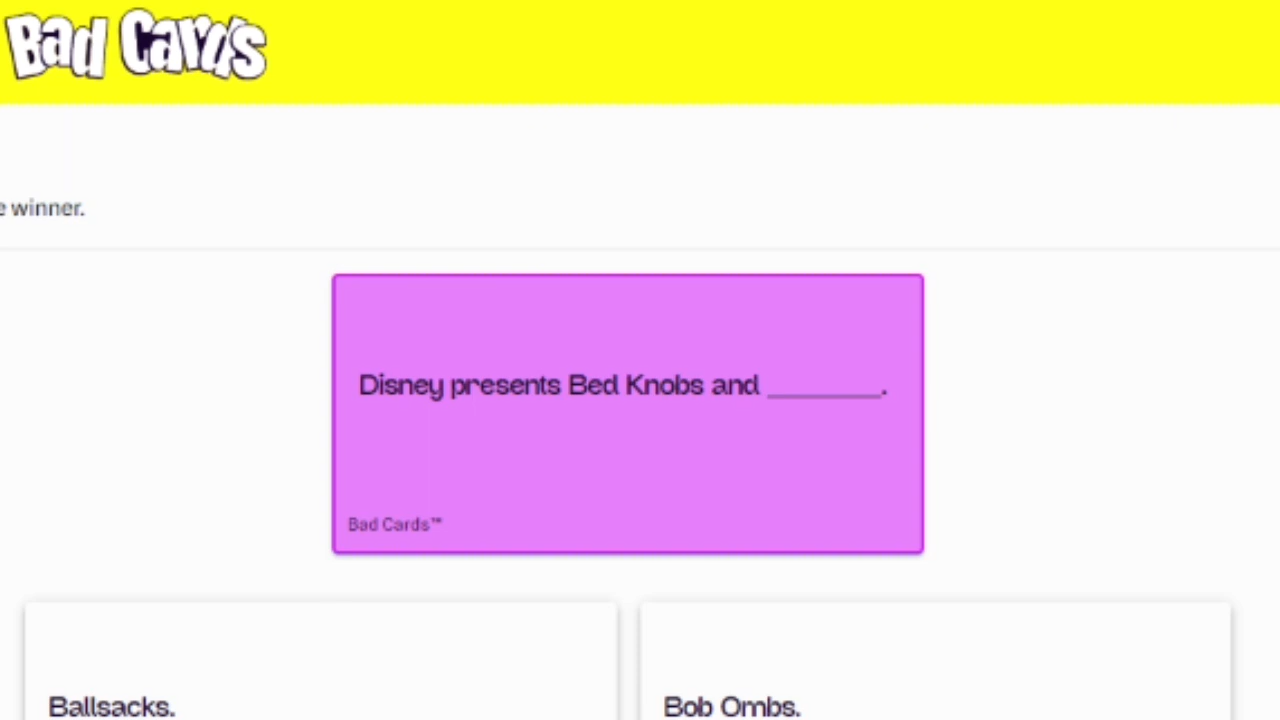 Bad Cards
e winner.
Disney presents Bed Knobs and ________.
Bad Cards™
Ballsacks.
Bob Ombs.